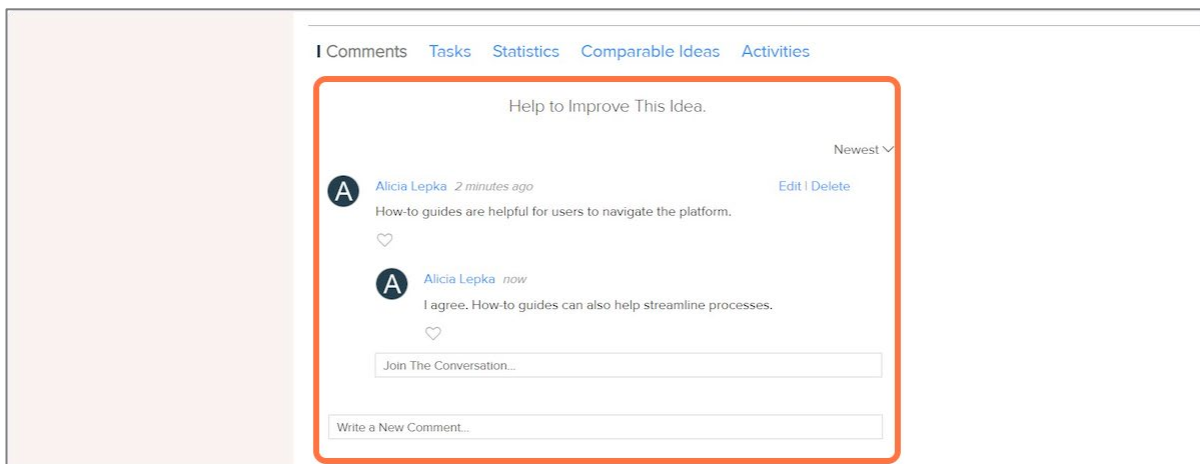 Comments Tasks Statistics Comparable Ideas Activities
Help to Improve This Idea.
Newest
A Alicia Lepka 2 minutes ago Edit | Delete
How-to guides are helpful for users to navigate the platform.
A Alicia Lepka now
I agree. How-to guides can also help streamline processes.
Join The Conversation...
Write a New Comment...